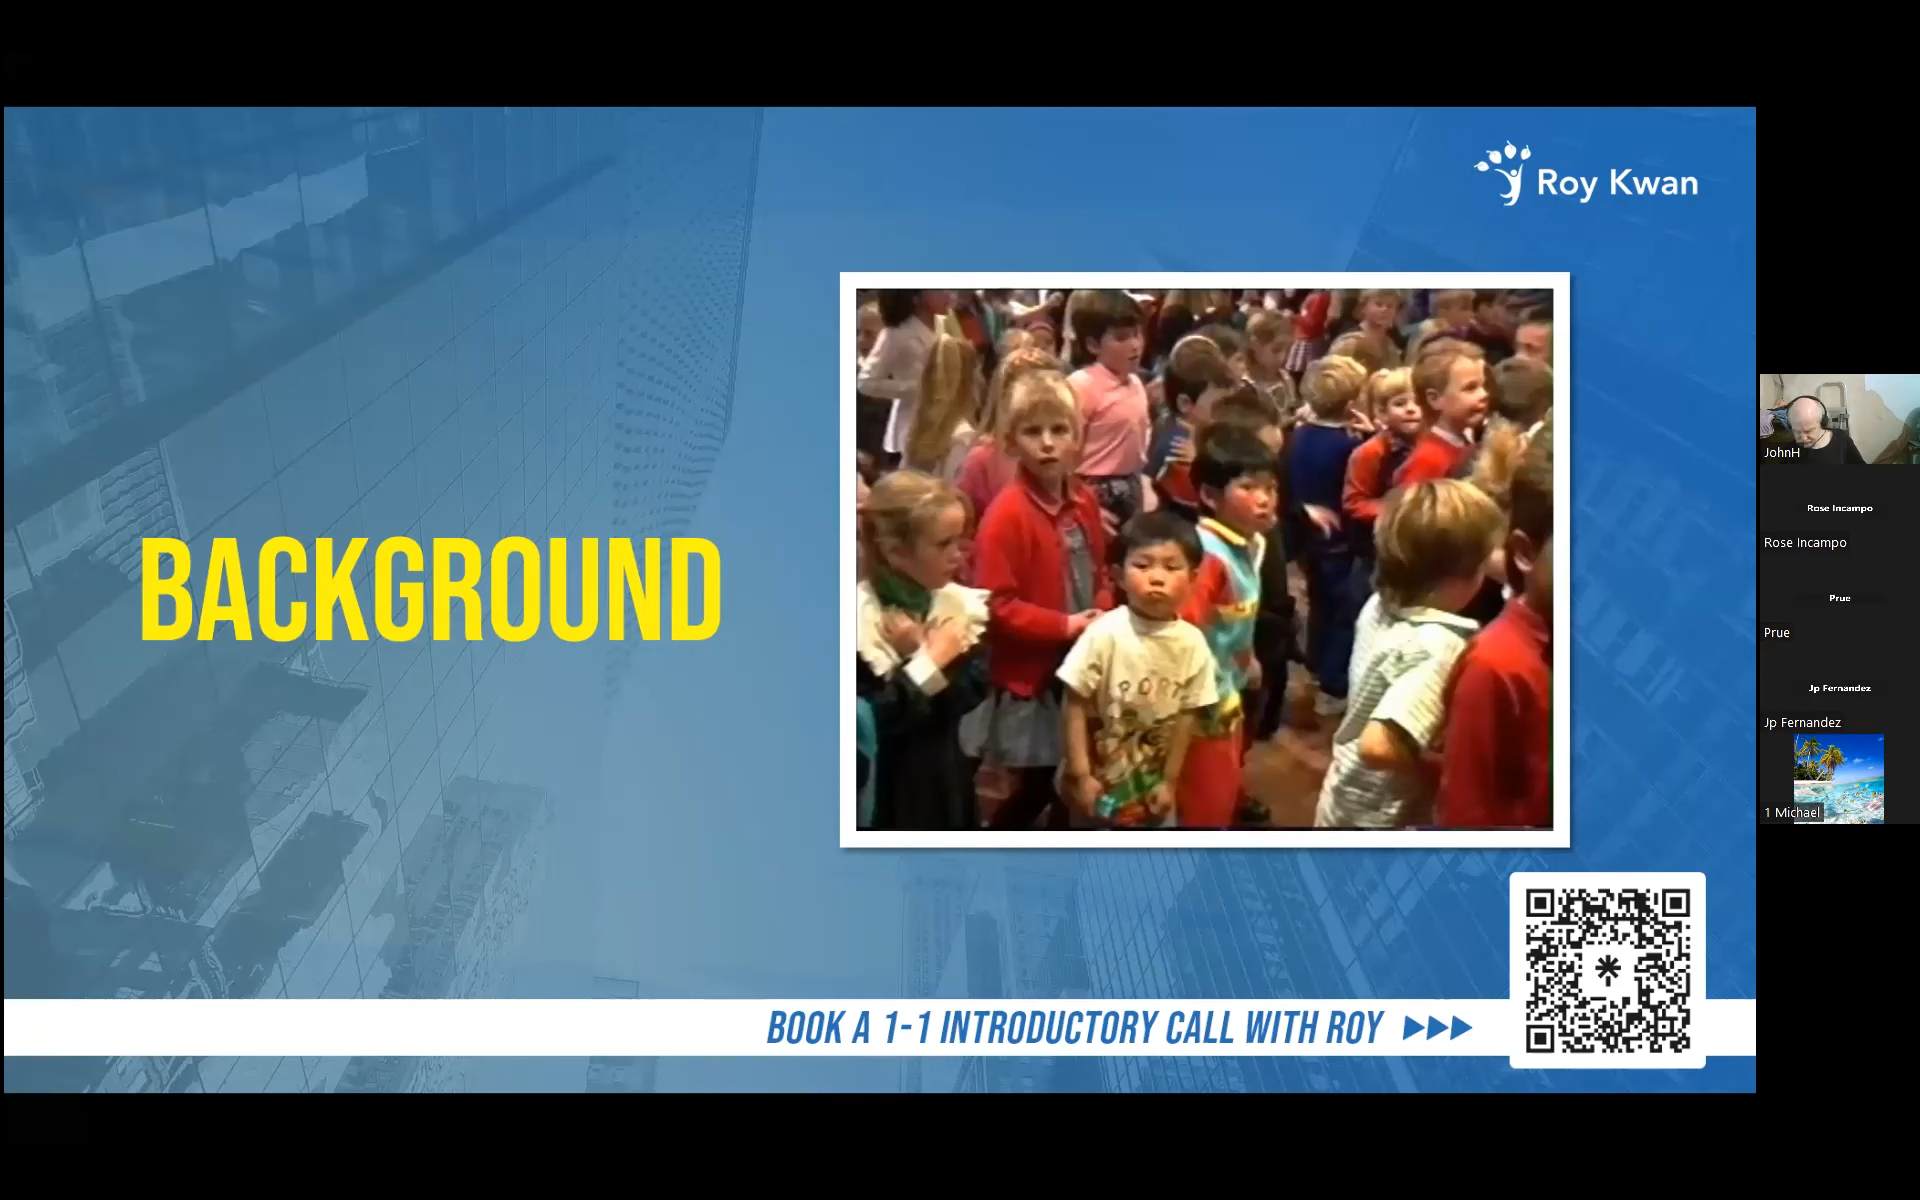 Roy Kwan
BACKGROUND
PORT
BOOK A 1-1 INTRODUCTORY CALL WITH ROY
JohnH
Rose Incampo
Rose Incampo
Prue
Prue
Jp Fernandez
Jp Fernandez
1 Michael